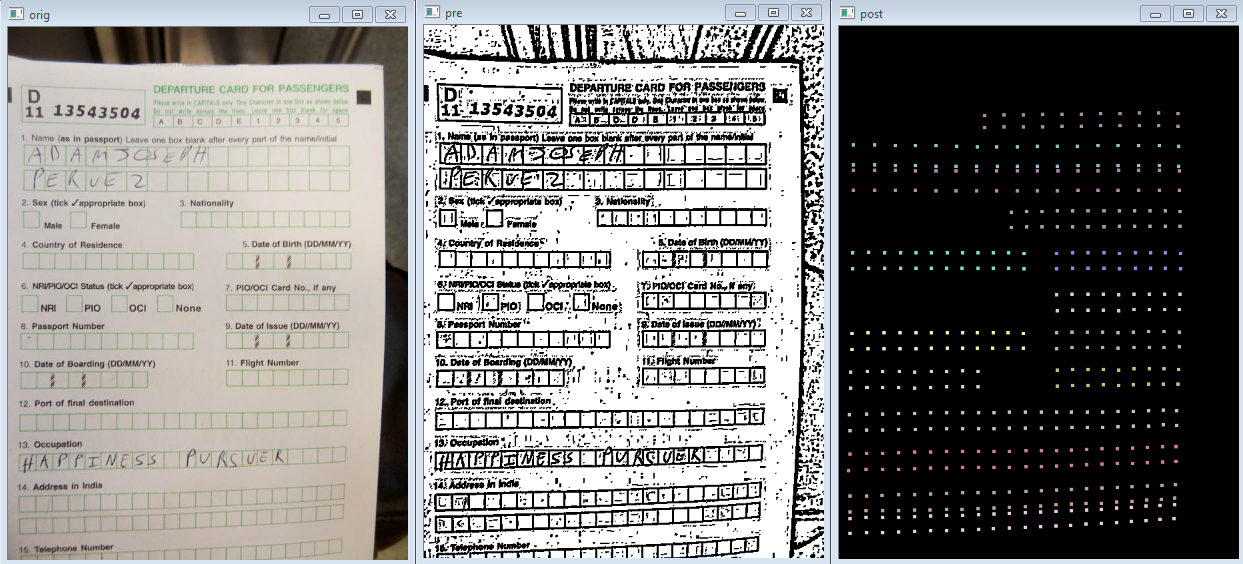 orig
DEPARTURE CARD FOR PASSENGERS
Please write in CAPITALS only. One Character in one box as shown below
Do not write across the lines. Leave one box blank for space
D
11 13543504
A B C D E 1 2 3 4 5
1. Name (as in passport) Leave one box blank after every part of the name/initial
ADAMJOSEPH
PERVEZ
2. Sex (tick ✓appropriate box) 3. Nationality
Male Female
4. Country of Residence 5. Date of Birth (DD/MM/YY)
6. NRI/PIO/OCI Status (tick ✓appropriate box) 7. PIO/OCI Card No., if any
NRI PIO OCI None
8. Passport Number 9. Date of Issue (DD/MM/YY)
10. Date of Boarding (DD/MM/YY) 11. Flight Number
12. Port of final destination
13. Occupation
HAPPINESS PURSUER
14. Address in India
15. Telephone Number
pre
DEPARTURE CARD FOR PASSENGERS
D
11 13543504
1. Name (as in passport) Leave one box blank after every part of the name/initial
ADAMJOSEPH
PERVEZ
2. Sex (tick ✓appropriate box) 3. Nationality
Male Female
4. Country of Residence 5. Date of Birth (DD/MM/YY)
6. NRI/PIO/OCI Status (tick ✓appropriate box) 7. PIO/OCI Card No., if any
NRI PIO OCI None
8. Passport Number 9. Date of Issue (DD/MM/YY)
10. Date of Boarding (DD/MM/YY) 11. Flight Number
12. Port of final destination
13. Occupation
HAPPINESS PURSUER
14. Address in India
15. Telephone Number
post